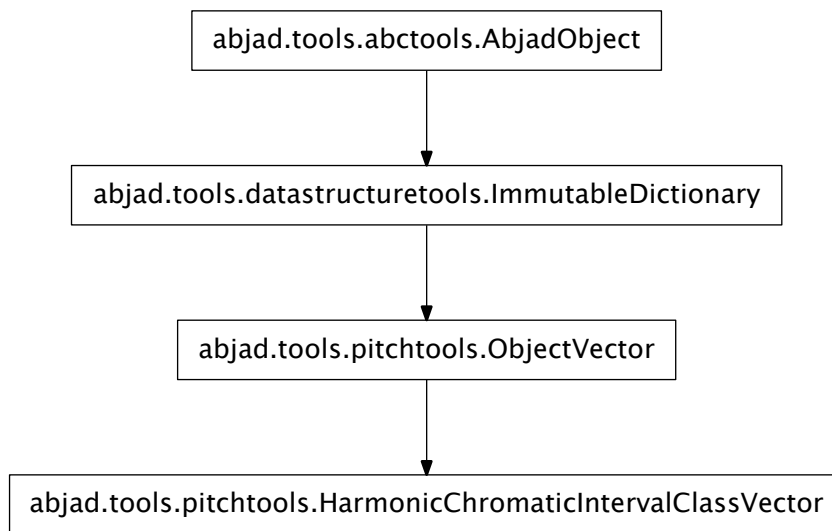 abjad.tools.abctools.AbjadObject
abjad.tools.datastructuretools.ImmutableDictionary
abjad.tools.pitchtools.ObjectVector
abjad.tools.pitchtools.HarmonicChromaticIntervalClassVector